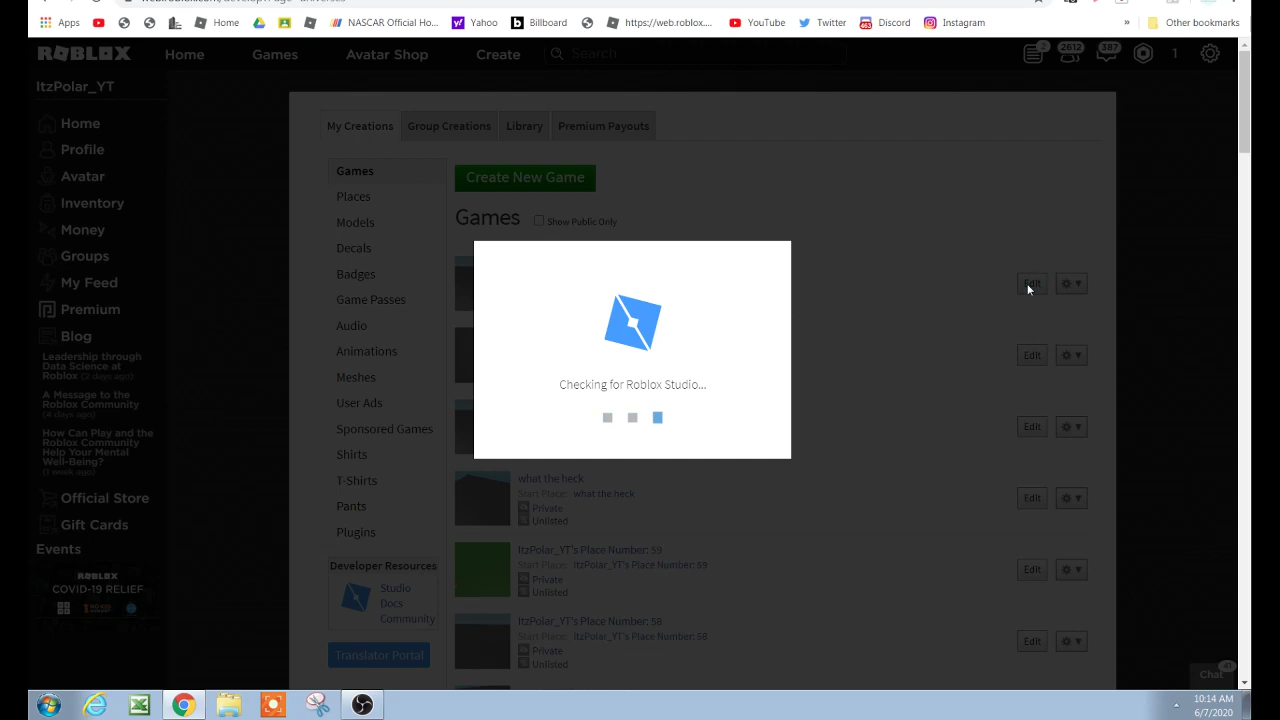 Apps
Home
NASCAR Official Ho...
Yahoo
Billboard
https://web.roblox....
YouTube
Twitter
Discord
Instagram
»
Other bookmarks
ROBLOX
Home
Games
Avatar Shop
Create
Search
2
2612
387
1
ItzPolar_YT
Home
Profile
Avatar
Inventory
Money
Groups
My Feed
Premium
Blog
Leadership through
Data Science at
Roblox (2 days ago)
A Message to the
Roblox Community
(4 days ago)
How Can Play and the
Roblox Community
Help Your Mental
Well-Being?
(1 week ago)
Official Store
Gift Cards
Events
ROBLOX
COVID-19 RELIEF
My Creations
Group Creations
Library
Premium Payouts
Games
Places
Models
Decals
Badges
Game Passes
Audio
Animations
Meshes
User Ads
Sponsored Games
Shirts
T-Shirts
Pants
Plugins
Developer Resources
Studio
Docs
Community
Translator Portal
Create New Game
Games
Show Public Only
Edit
Edit
Edit
Checking for Roblox Studio...
what the heck
Start Place: what the heck
Private
Unlisted
Edit
ItzPolar_YT's Place Number: 59
Start Place: ItzPolar_YT's Place Number: 59
Private
Unlisted
Edit
ItzPolar_YT's Place Number: 58
Start Place: ItzPolar_YT's Place Number: 58
Private
Unlisted
Edit
Chat
41
10:14 AM
6/7/2020